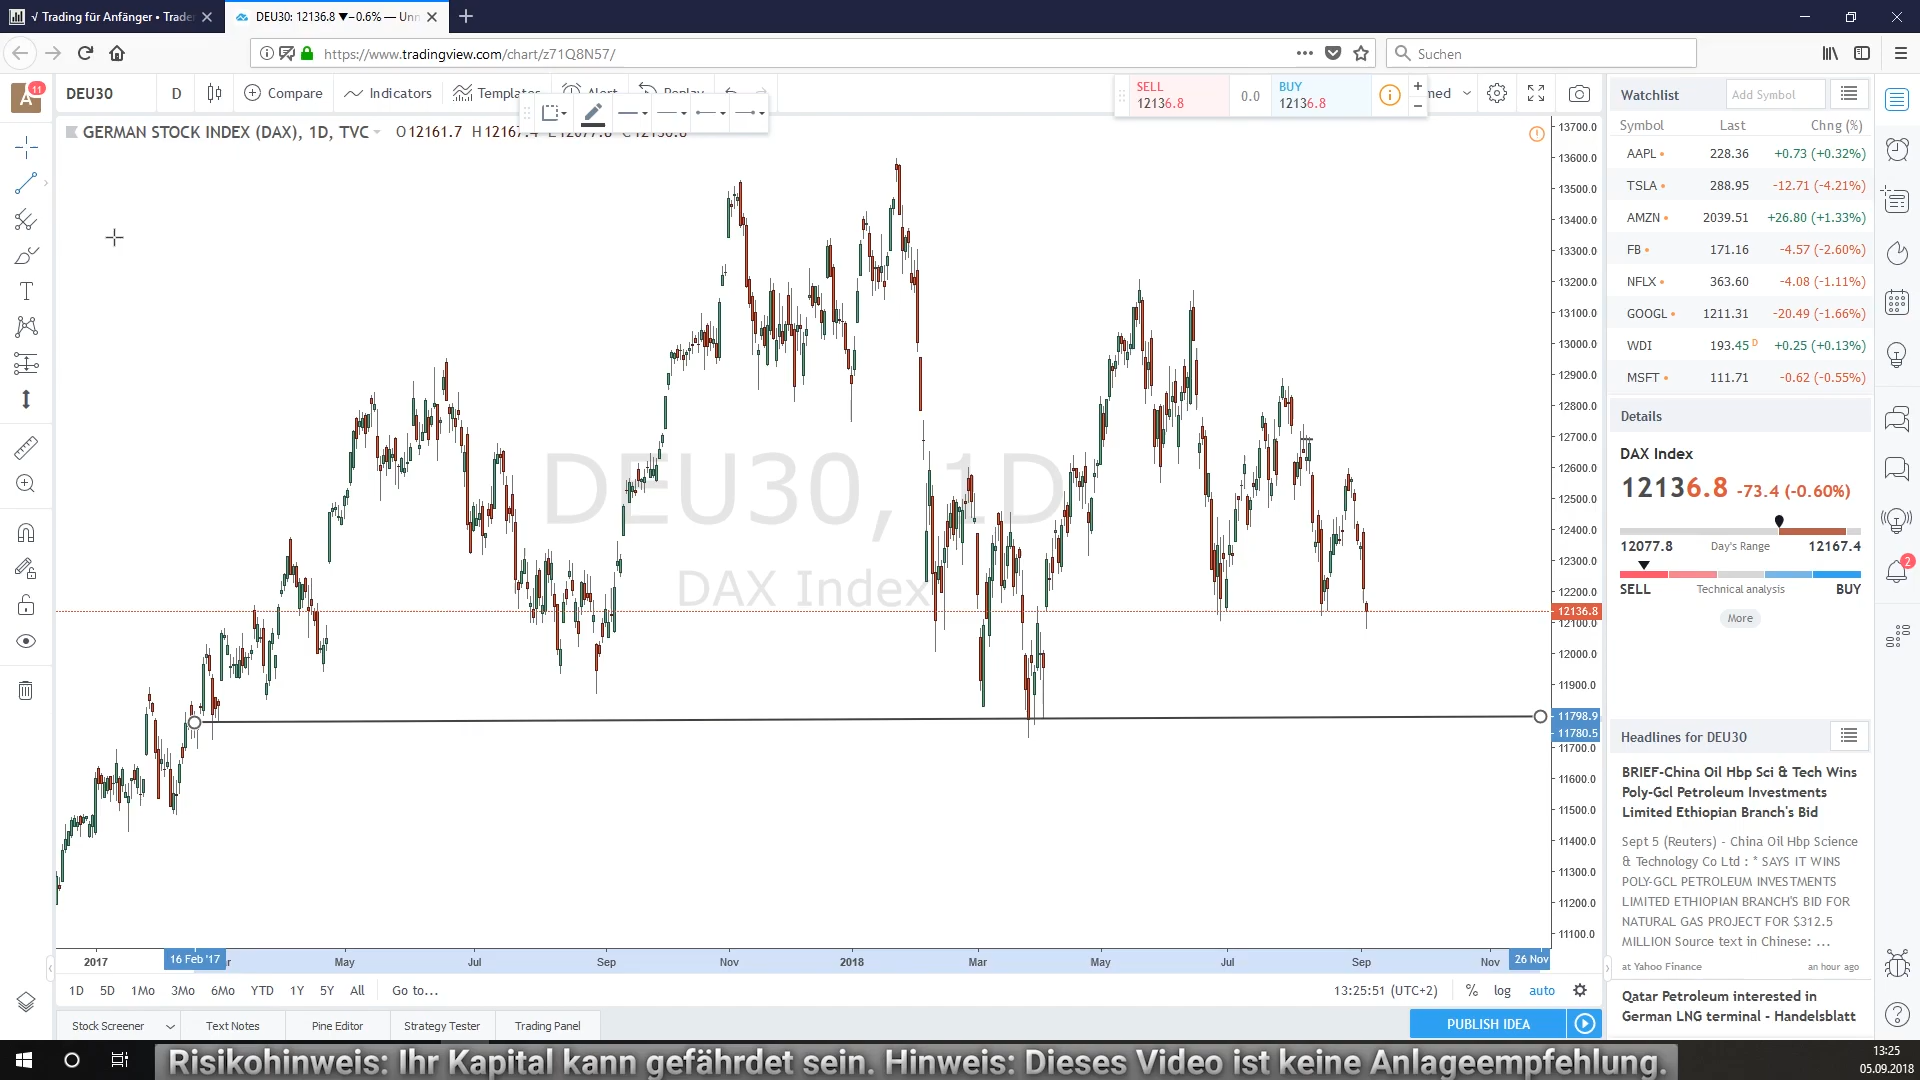 √ Trading für Anfänger • Trade
DEU30: 12136.8 ▼−0.6% — Unn
https://www.tradingview.com/chart/z71Q8N57/
Suchen
A
11
DEU30
D
Compare
Indicators
Templates
Alert
Replay
SELL
12136.8
0.0
BUY
12136.8
med
GERMAN STOCK INDEX (DAX), 1D, TVC
O12161.7 H12167.4 L12077.8 C12136.8
DEU30, 1D
DAX Index
13700.0
13600.0
13500.0
13400.0
13300.0
13200.0
13100.0
13000.0
12900.0
12800.0
12700.0
12600.0
12500.0
12400.0
12300.0
12200.0
12136.8
12100.0
12000.0
11900.0
11798.9
11780.5
11700.0
11600.0
11500.0
11400.0
11300.0
11200.0
11100.0
2017
16 Feb '17
ar
May
Jul
Sep
Nov
2018
Mar
May
Jul
Sep
Nov
26 Nov
1D 5D 1Mo 3Mo 6Mo YTD 1Y 5Y All Go to...
13:25:51 (UTC+2)
% log auto
Stock Screener
Text Notes
Pine Editor
Strategy Tester
Trading Panel
PUBLISH IDEA
Watchlist
Add Symbol
Symbol Last Chng (%)
AAPL 228.36 +0.73 (+0.32%)
TSLA 288.95 -12.71 (-4.21%)
AMZN 2039.51 +26.80 (+1.33%)
FB 171.16 -4.57 (-2.60%)
NFLX 363.60 -4.08 (-1.11%)
GOOGL 1211.31 -20.49 (-1.66%)
WDI 193.45 D +0.25 (+0.13%)
MSFT 111.71 -0.62 (-0.55%)
Details
DAX Index
12136.8 -73.4 (-0.60%)
12077.8 Day's Range 12167.4
SELL Technical analysis BUY
More
2
Headlines for DEU30
BRIEF-China Oil Hbp Sci & Tech Wins
Poly-Gcl Petroleum Investments
Limited Ethiopian Branch's Bid
Sept 5 (Reuters) - China Oil Hbp Science
& Technology Co Ltd : * SAYS IT WINS
POLY-GCL PETROLEUM INVESTMENTS
LIMITED ETHIOPIAN BRANCH'S BID FOR
NATURAL GAS PROJECT FOR $312.5
MILLION Source text in Chinese: ...
at Yahoo Finance
an hour ago
Qatar Petroleum interested in
German LNG terminal - Handelsblatt
Risikohinweis: Ihr Kapital kann gefährdet sein. Hinweis: Dieses Video ist keine Anlageempfehlung.
13:25
05.09.2018